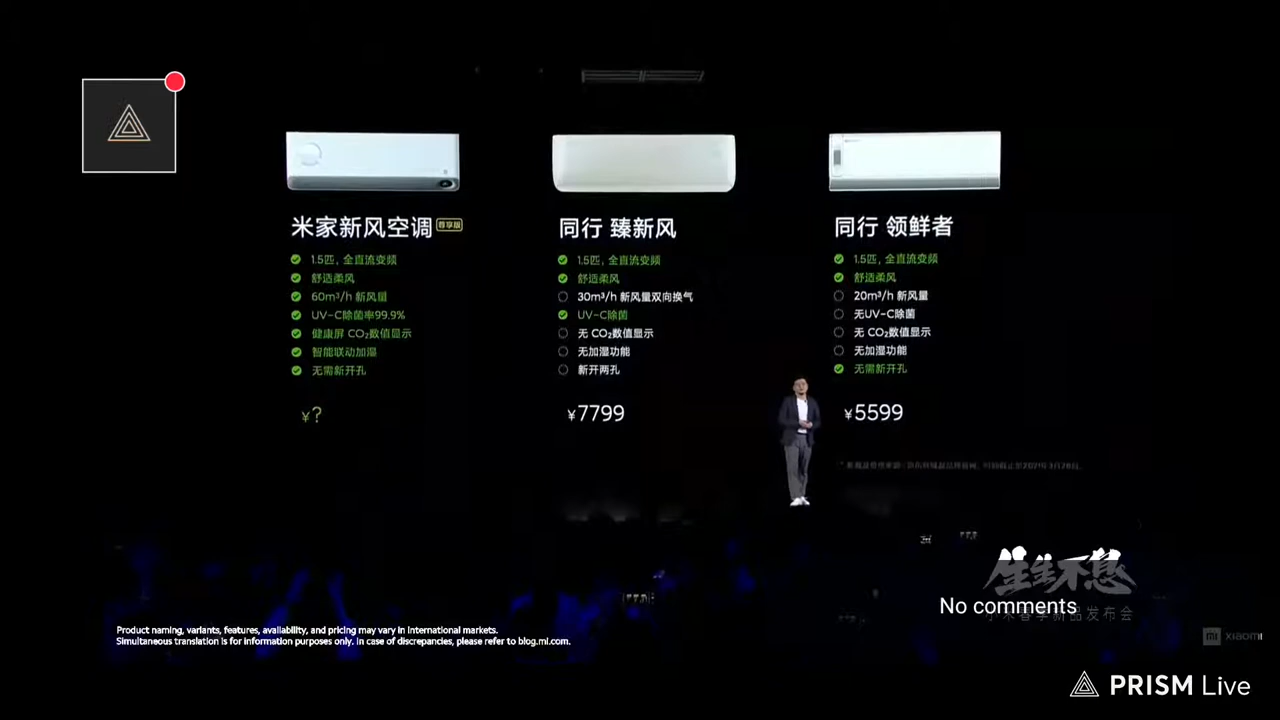 米家新风空调 尊享版
1.5匹，全直流变频
舒适柔风
60m³/h 新风量
UV-C除菌率99.9%
健康屏 CO₂数值显示
智能联动加湿
无需新开孔
¥?
同行 臻新风
1.5匹，全直流变频
舒适柔风
30m³/h 新风量双向换气
UV-C除菌
无 CO₂数值显示
无加湿功能
新开两孔
¥7799
同行 领鲜者
1.5匹，全直流变频
舒适柔风
20m³/h 新风量
无UV-C除菌
无 CO₂数值显示
无加湿功能
无需新开孔
¥5599
生生不息
No comments
小米春季新品发布会
Product naming, variants, features, availability, and pricing may vary in international markets.
Simultaneous translation is for information purposes only. In case of discrepancies, please refer to blog.mi.com.
mi xiaomi
PRISM Live